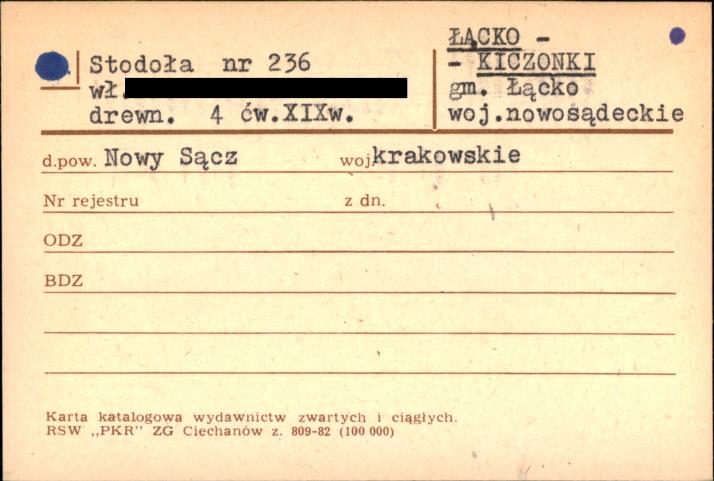 ŁĄCKO -
- KICZONKI
gm. Łącko
woj.nowosądeckie
Stodoła nr 236
wł.
drewn. 4 ćw.XIXw.
d.pow. Nowy Sącz woj krakowskie
Nr rejestru z dn.
ODZ
BDZ
Karta katalogowa wydawnictw zwartych i ciągłych.
RSW „PKR" ZG Ciechanów z. 809-82 (100 000)